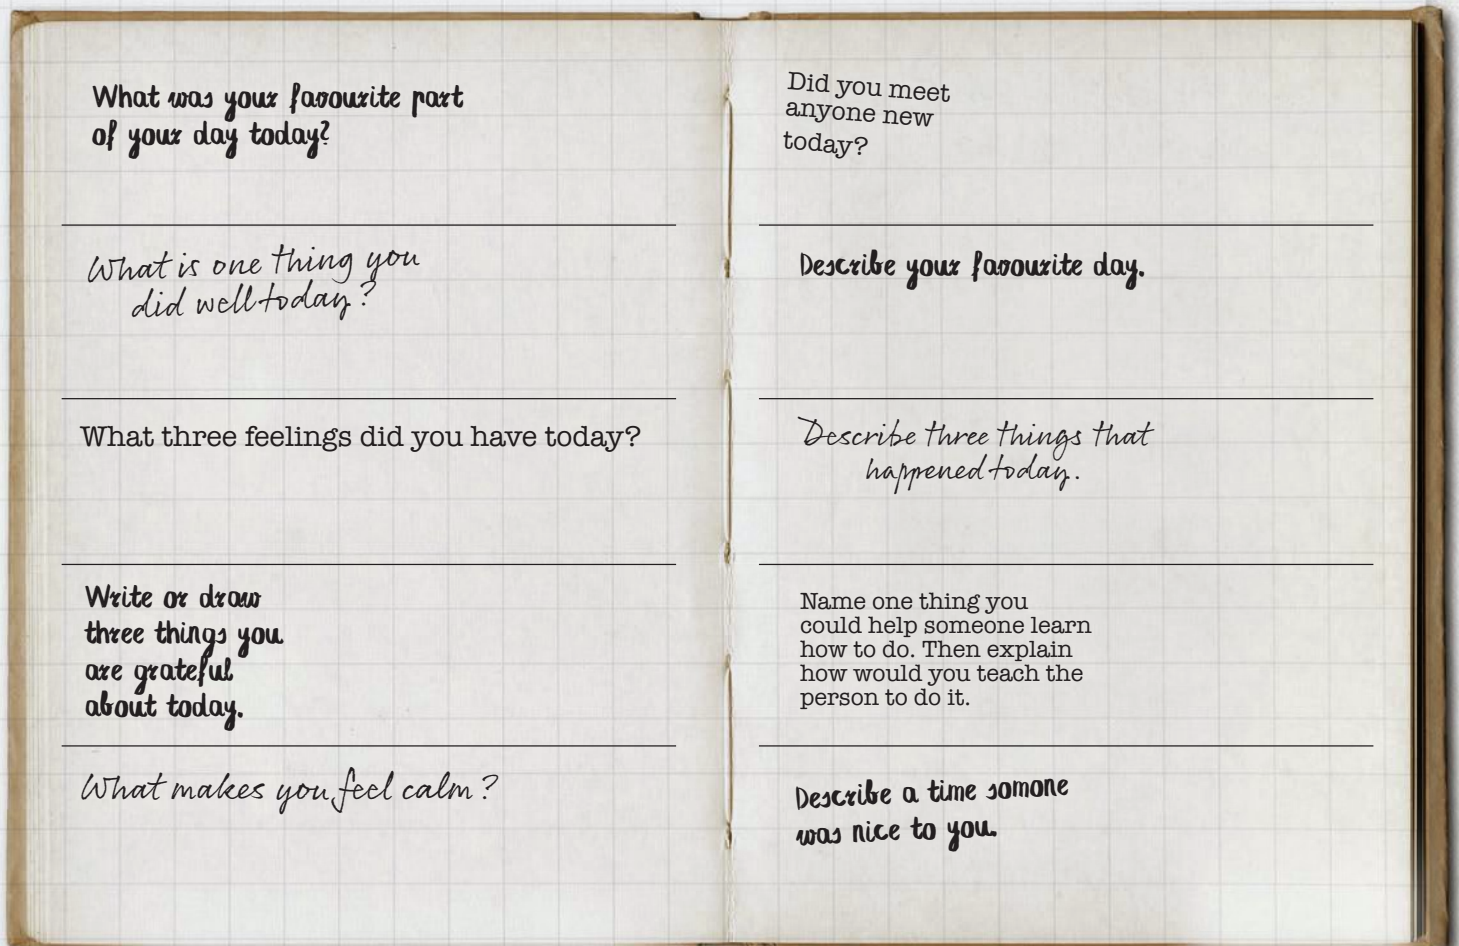 What was your favourite part
of your day today?
What is one thing you
did well today?
What three feelings did you have today?
Write or draw
three things you
are grateful
about today.
What makes you feel calm?
Did you meet
anyone new
today?
Describe your favourite day.
Describe three things that
happened today.
Name one thing you
could help someone learn
how to do. Then explain
how would you teach the
person to do it.
Describe a time somone
was nice to you.